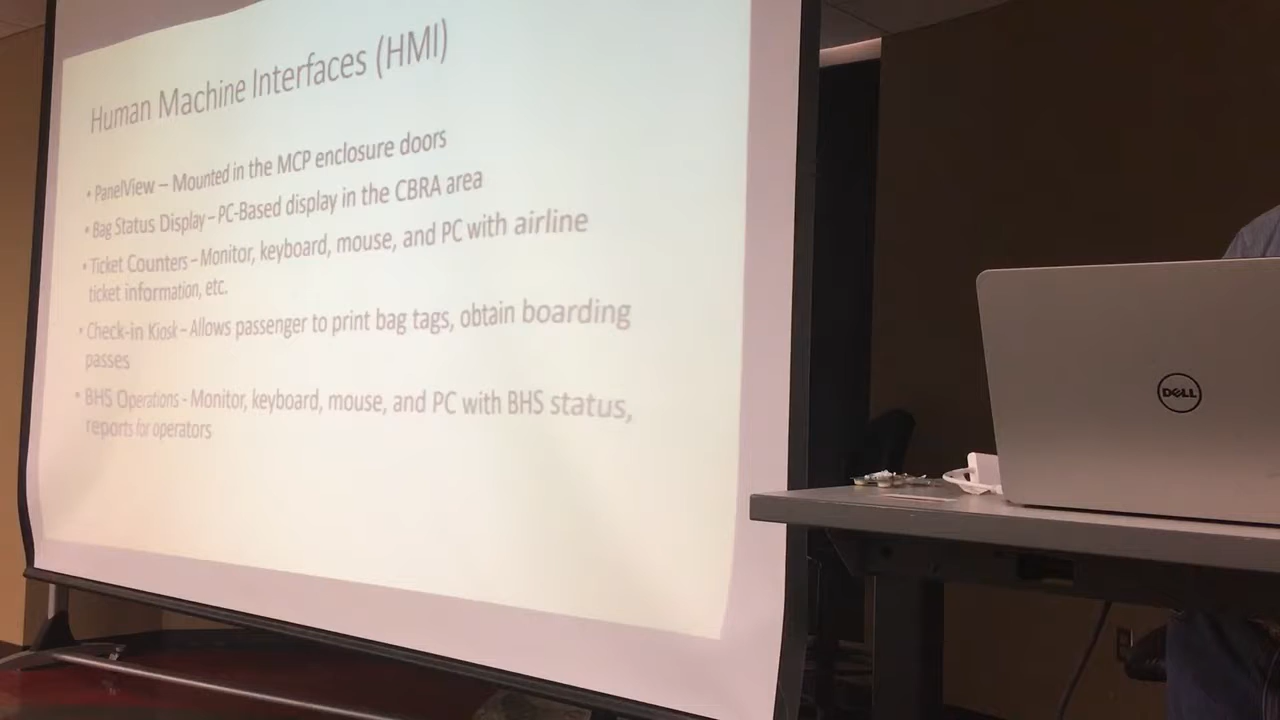 Human Machine Interfaces (HMI)
• PanelView – Mounted in the MCP enclosure doors
• Bag Status Display – PC-Based display in the CBRA area
• Ticket Counters – Monitor, keyboard, mouse, and PC with airline
ticket information, etc.
• Check-in Kiosk – Allows passenger to print bag tags, obtain boarding
passes
• BHS Operations - Monitor, keyboard, mouse, and PC with BHS status,
reports for operators
DELL